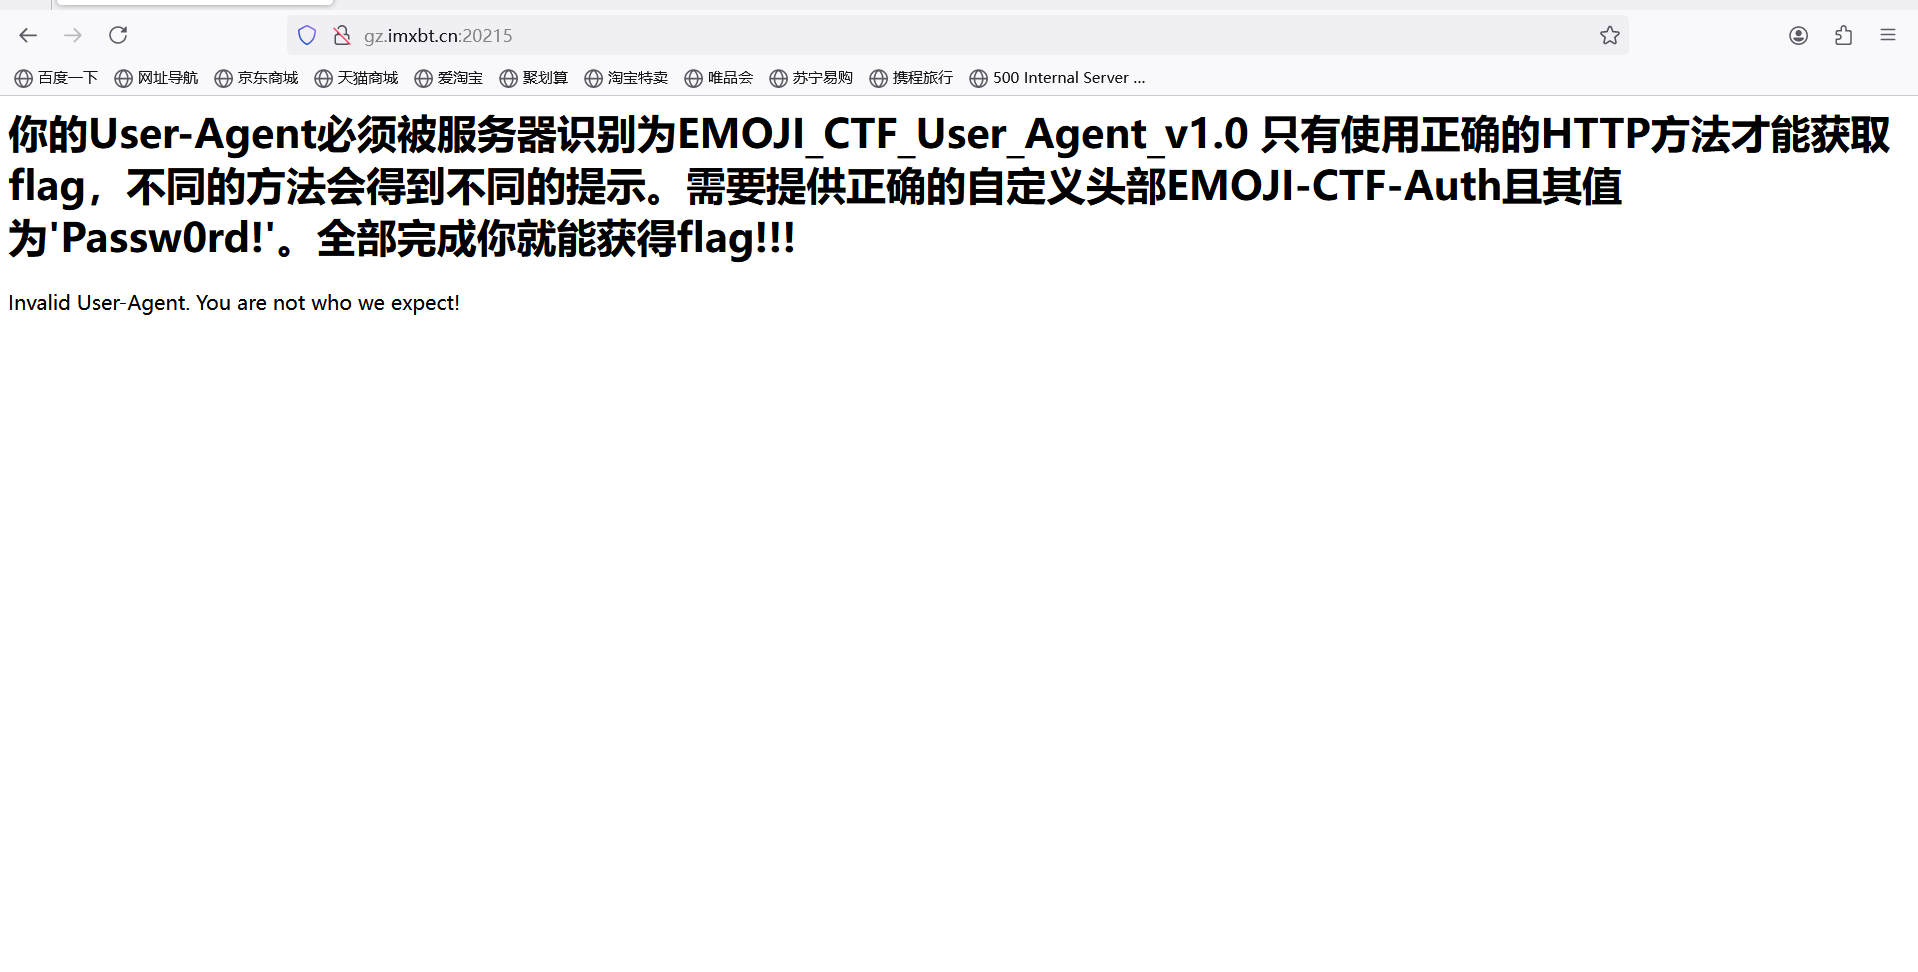 gz.imxbt.cn:20215
百度一下 网址导航 京东商城 天猫商城 爱淘宝 聚划算 淘宝特卖 唯品会 苏宁易购 携程旅行 500 Internal Server ...
你的User-Agent必须被服务器识别为EMOJI_CTF_User_Agent_v1.0 只有使用正确的HTTP方法才能获取
flag，不同的方法会得到不同的提示。需要提供正确的自定义头部EMOJI-CTF-Auth且其值
为'Passw0rd!'。全部完成你就能获得flag!!!
Invalid User-Agent. You are not who we expect!